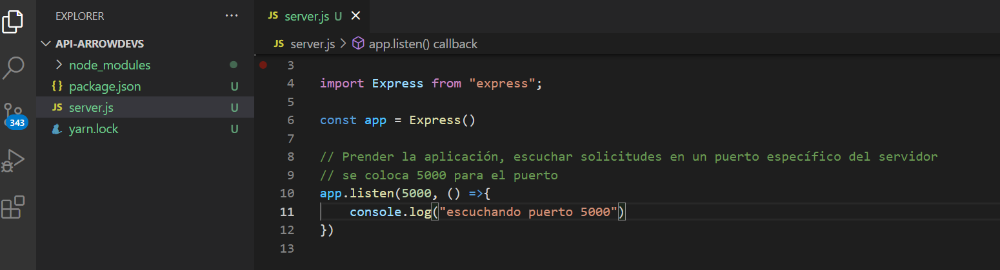 EXPLORER ...
JS server.js U ×
API-ARROWDEVS
JS server.js > app.listen() callback
node_modules
{} package.json U
JS server.js U
yarn.lock U
343
3
4 import Express from "express";
5
6 const app = Express()
7
8 // Prender la aplicación, escuchar solicitudes en un puerto específico del servidor
9 // se coloca 5000 para el puerto
10 app.listen(5000, () =>{
11 console.log("escuchando puerto 5000")
12 })
13